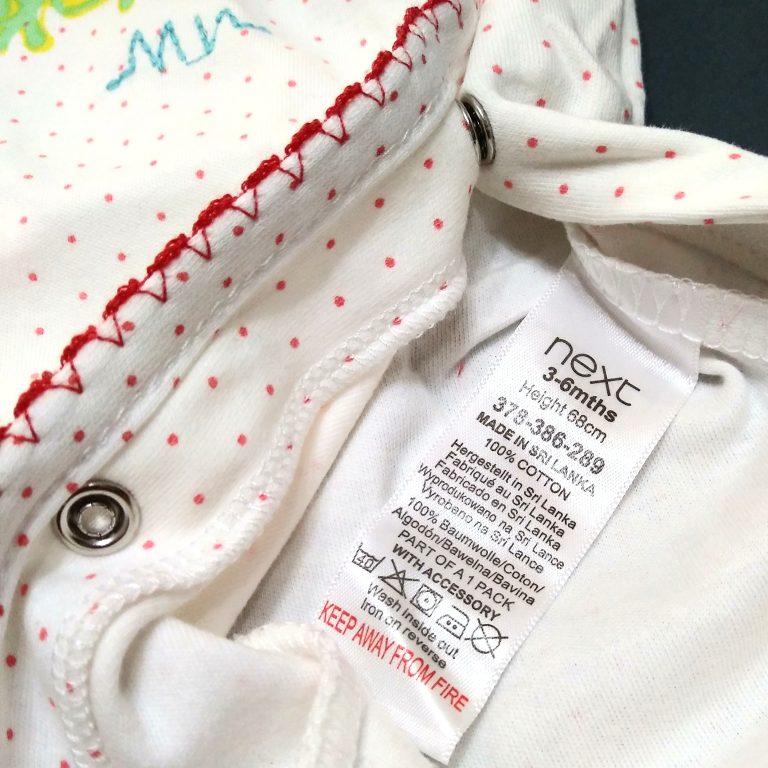 next
3-6mths
Height 68cm
378-386-289
MADE IN SRI LANKA
100% COTTON
Hergestellt in Sri Lanka
Fabriqué au Sri Lanka
Fabricado en Sri Lanka
Wyprodukowano na Sri Lance
Vyrobeno na Srí Lance
100% Baumwolle/Coton/
Algodón/Bawełna/Bavlna
PART OF A 1 PACK
WITH ACCESSORY
Wash inside out
Iron on reverse
KEEP AWAY FROM FIRE